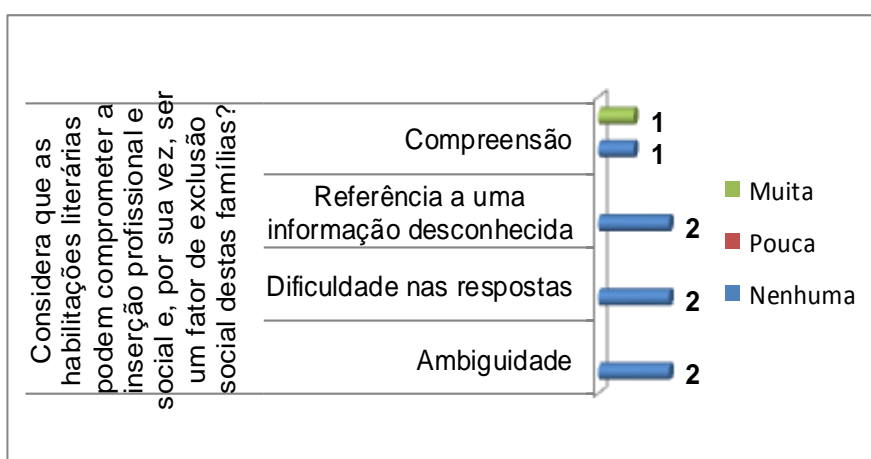 Considera que as
habilitações literárias
podem comprometer a
inserção profissional e
social e, por sua vez, ser
um fator de exclusão
social destas famílias?
Compreensão
1
1
Referência a uma
informação desconhecida
2
Dificuldade nas respostas
2
Ambiguidade
2
Muita
Pouca
Nenhuma